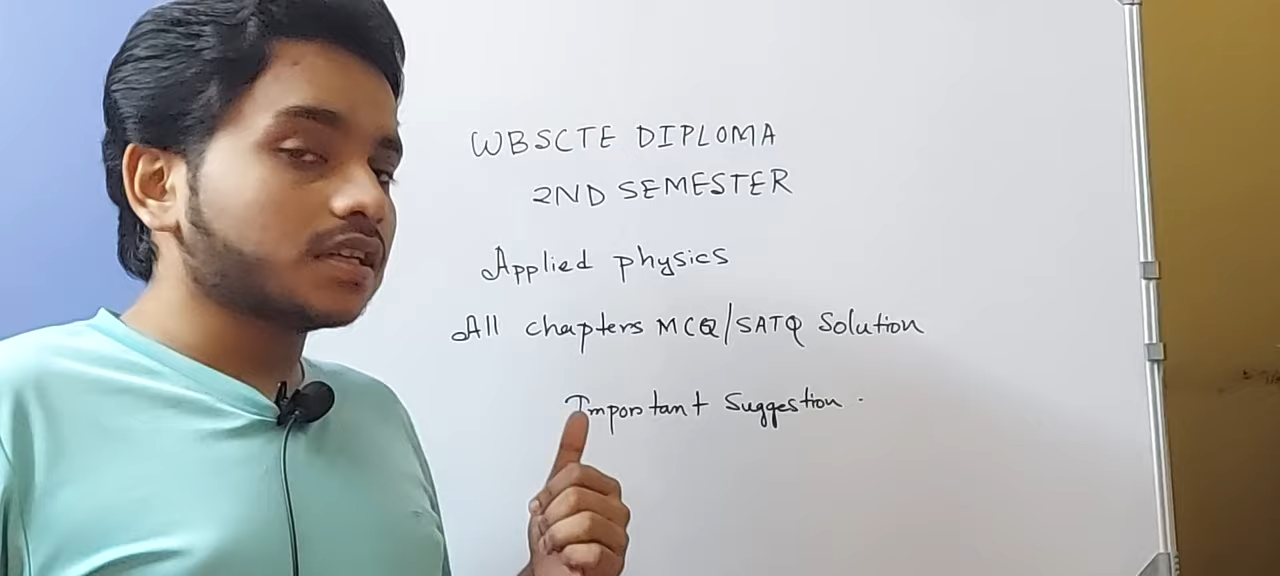 WBSCTE DIPLOMA
2ND SEMESTER
Applied physics
All chapters MCQ/SATQ Solution
Important Suggestion.